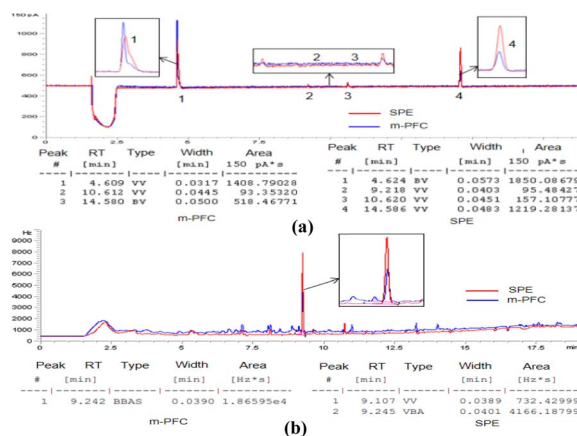 150 pA
1
2 3
4
1000
800
600
400
200
0
1
2
3
4
SPE
m-PFC
0 2.5 5 7.5 10 12.5
Peak RT Type Width Area
# [min] [min] 150 pA*s
1 4.609 VV 0.0317 1408.79028
2 10.612 VV 0.0445 93.35320
3 14.580 BV 0.0500 518.46771
m-PFC
Peak RT Type Width Area
# [min] [min] 150 pA*s
1 4.624 BV 0.0573 1850.08679
2 9.218 VV 0.0403 95.48427
3 10.620 VV 0.0451 157.10777
4 14.586 VV 0.0483 1219.28137
SPE
(a)
Hz
9000
8000
7000
6000
5000
4000
3000
2000
1000
0
SPE
m-PFC
0 2.5 5 7.5 10 12.5 15 17.5 min
Peak RT Type Width Area
# [min] [min] [Hz*s]
1 9.242 BBAS 0.0390 1.86595e4
m-PFC
Peak RT Type Width Area
# [min] [min] [Hz*s]
1 9.107 VV 0.0389 732.42999
2 9.245 VBA 0.0401 4166.18799
SPE
(b)